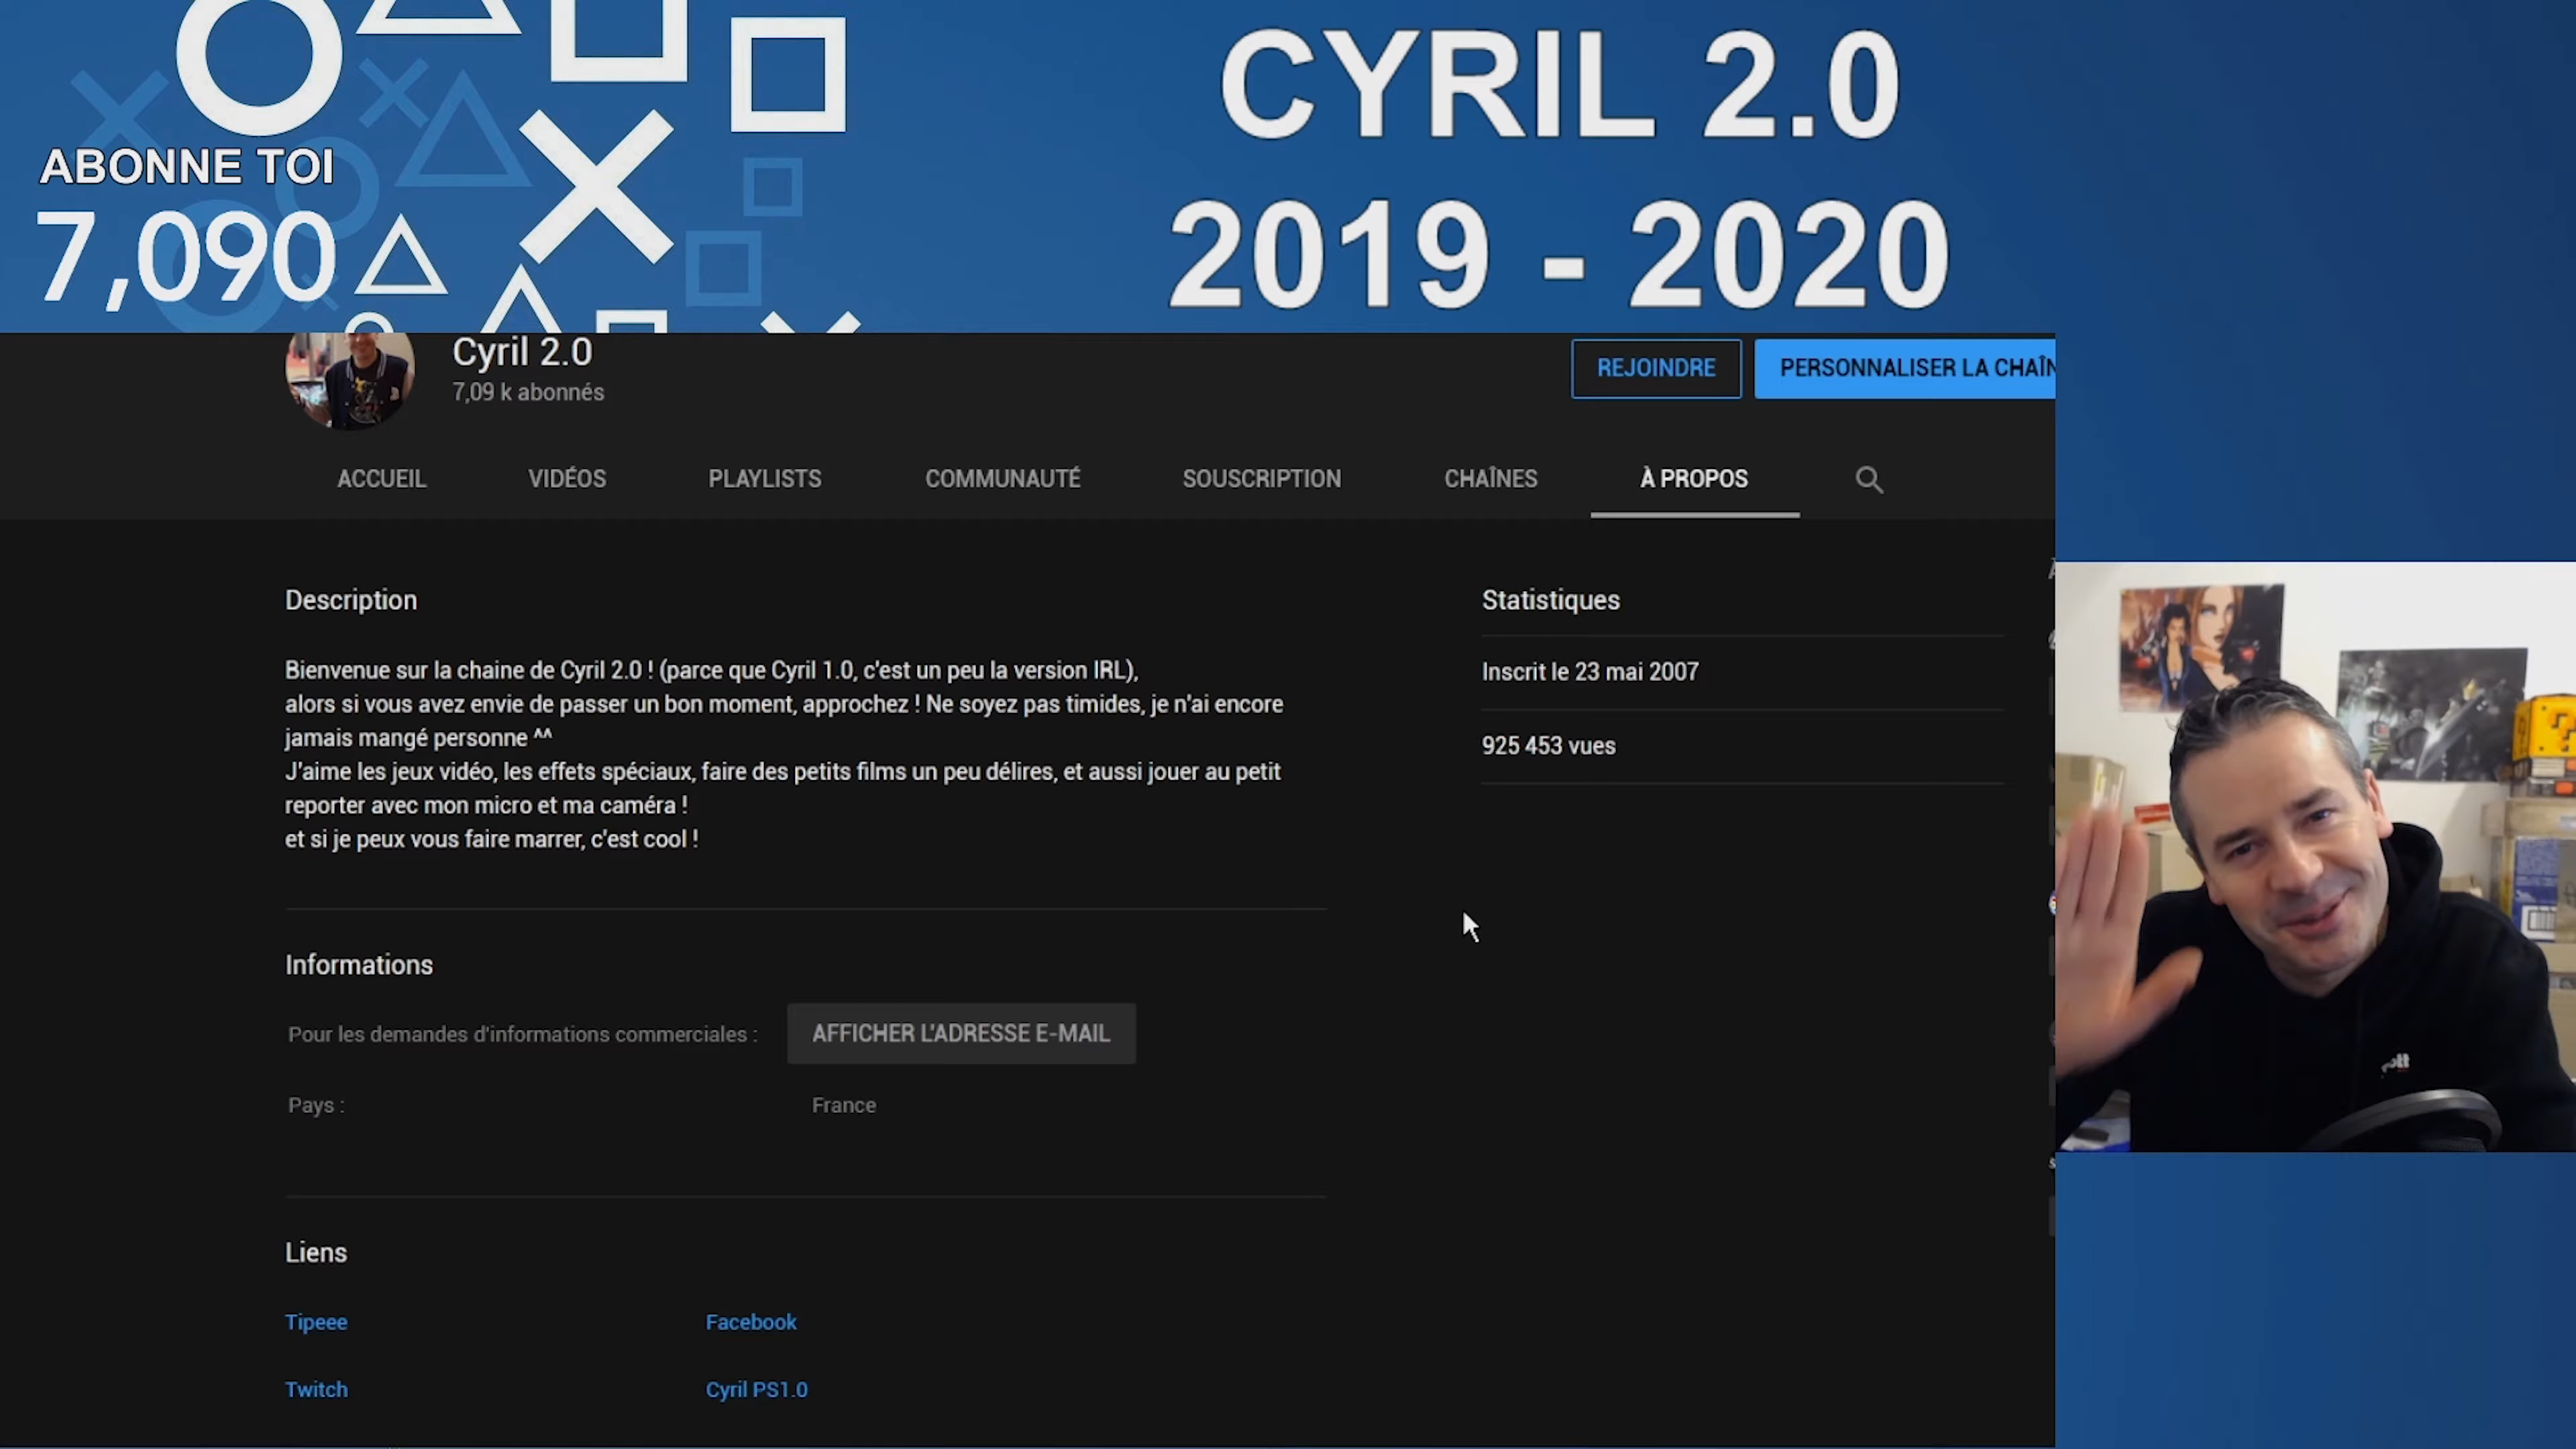 CYRIL 2.0
2019 - 2020
ABONNE TOI
7,090
Cyril 2.0
7,09 k abonnés
REJOINDRE
PERSONNALISER LA CHAÎN
ACCUEIL
VIDÉOS
PLAYLISTS
COMMUNAUTÉ
SOUSCRIPTION
CHAÎNES
À PROPOS
Description
Bienvenue sur la chaine de Cyril 2.0 ! (parce que Cyril 1.0, c'est un peu la version IRL),
alors si vous avez envie de passer un bon moment, approchez ! Ne soyez pas timides, je n'ai encore
jamais mangé personne ^^
J'aime les jeux vidéo, les effets spéciaux, faire des petits films un peu délires, et aussi jouer au petit
reporter avec mon micro et ma caméra !
et si je peux vous faire marrer, c'est cool !
Statistiques
Inscrit le 23 mai 2007
925 453 vues
Informations
Pour les demandes d'informations commerciales :
AFFICHER L'ADRESSE E-MAIL
Pays :
France
Liens
Tipeee
Facebook
Twitch
Cyril PS1.0